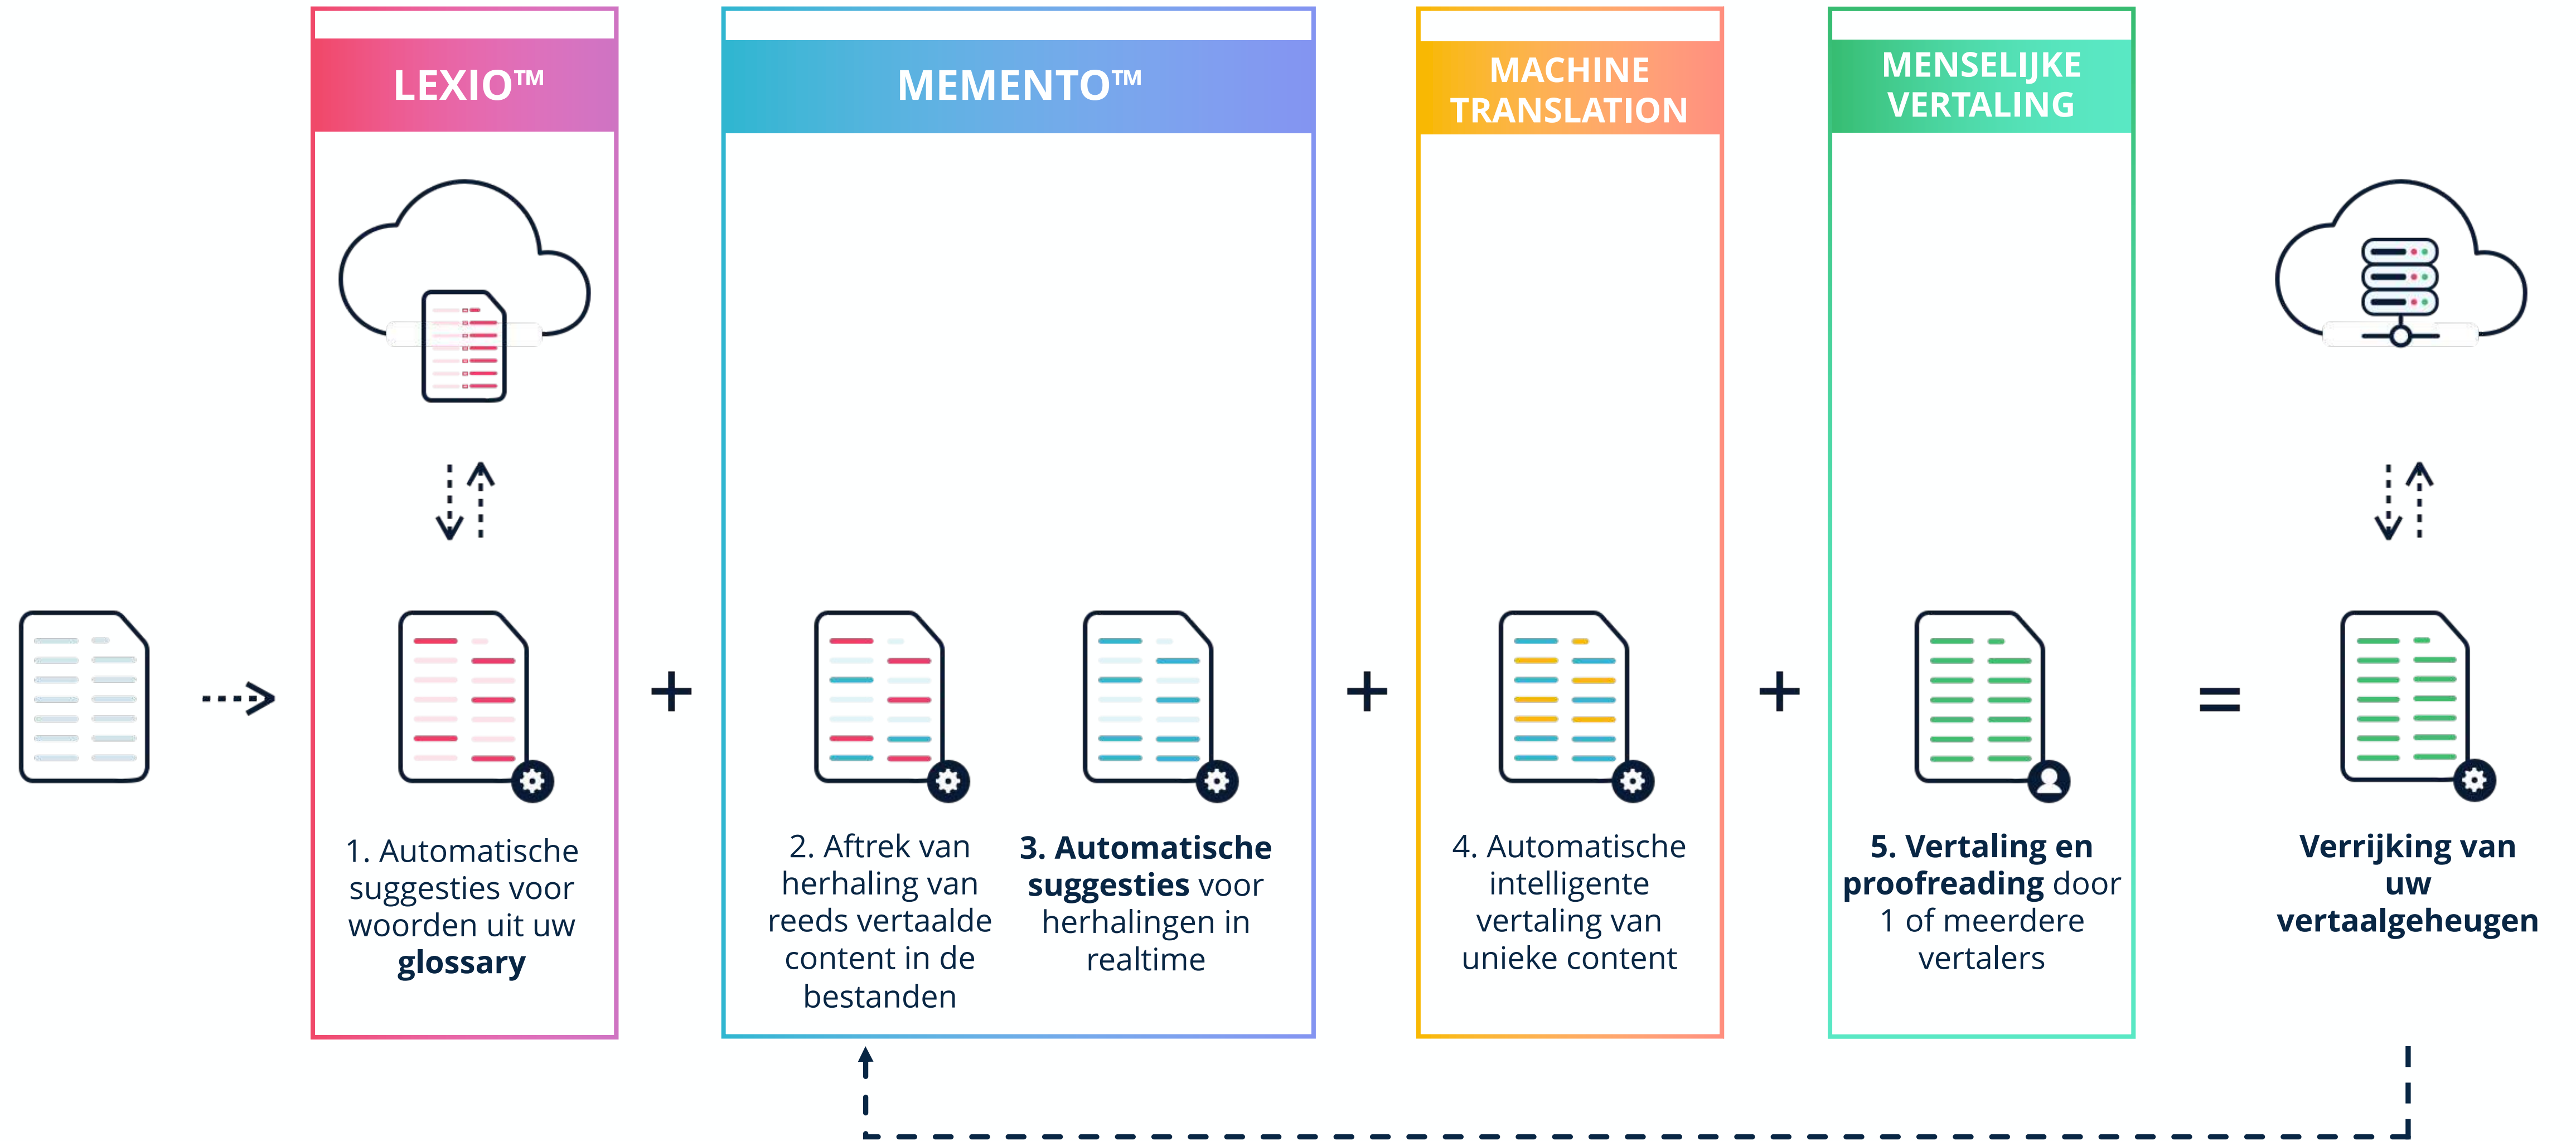 LEXIO™
MEMENTO™
MACHINE
TRANSLATION
MENSELIJKE
VERTALING
1. Automatische
suggesties voor
woorden uit uw
glossary
2. Aftrek van
herhaling van
reeds vertaalde
content in de
bestanden
3. Automatische
suggesties voor
herhalingen in
realtime
4. Automatische
intelligente
vertaling van
unieke content
5. Vertaling en
proofreading door
1 of meerdere
vertalers
Verrijking van
uw
vertaalgeheugen